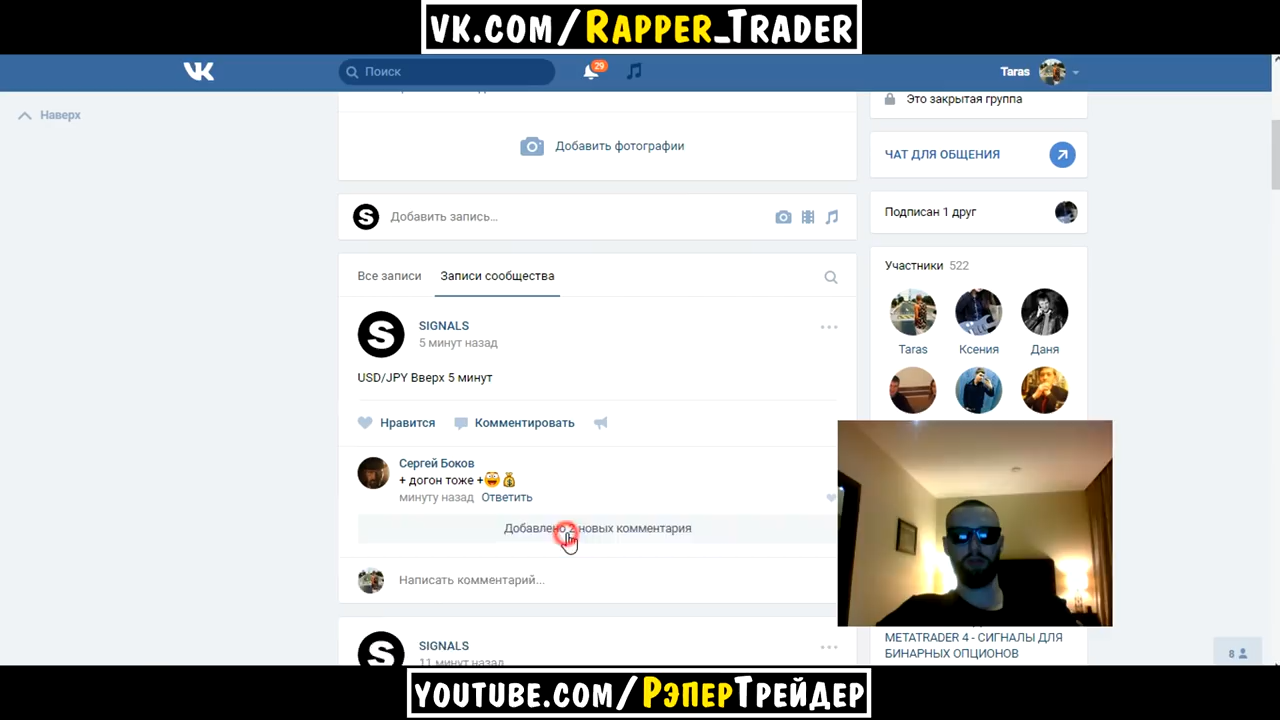 VK.COM/RAPPER_TRADER
Поиск
29
Taras
Наверх
Это закрытая группа
Добавить фотографии
ЧАТ ДЛЯ ОБЩЕНИЯ
Добавить запись...
Подписан 1 друг
Все записи
Записи сообщества
Участники 522
SIGNALS
5 минут назад
Taras
Ксения
Даня
USD/JPY Вверх 5 минут
Нравится
Комментировать
Сергей Боков
+ догон тоже +
минуту назад Ответить
Добавлено 2 новых комментария
Написать комментарий...
METATRADER 4 - СИГНАЛЫ ДЛЯ
БИНАРНЫХ ОПЦИОНОВ
SIGNALS
11 минут назад
8
YOUTUBE.COM/РЭПЕРТРЕЙДЕР